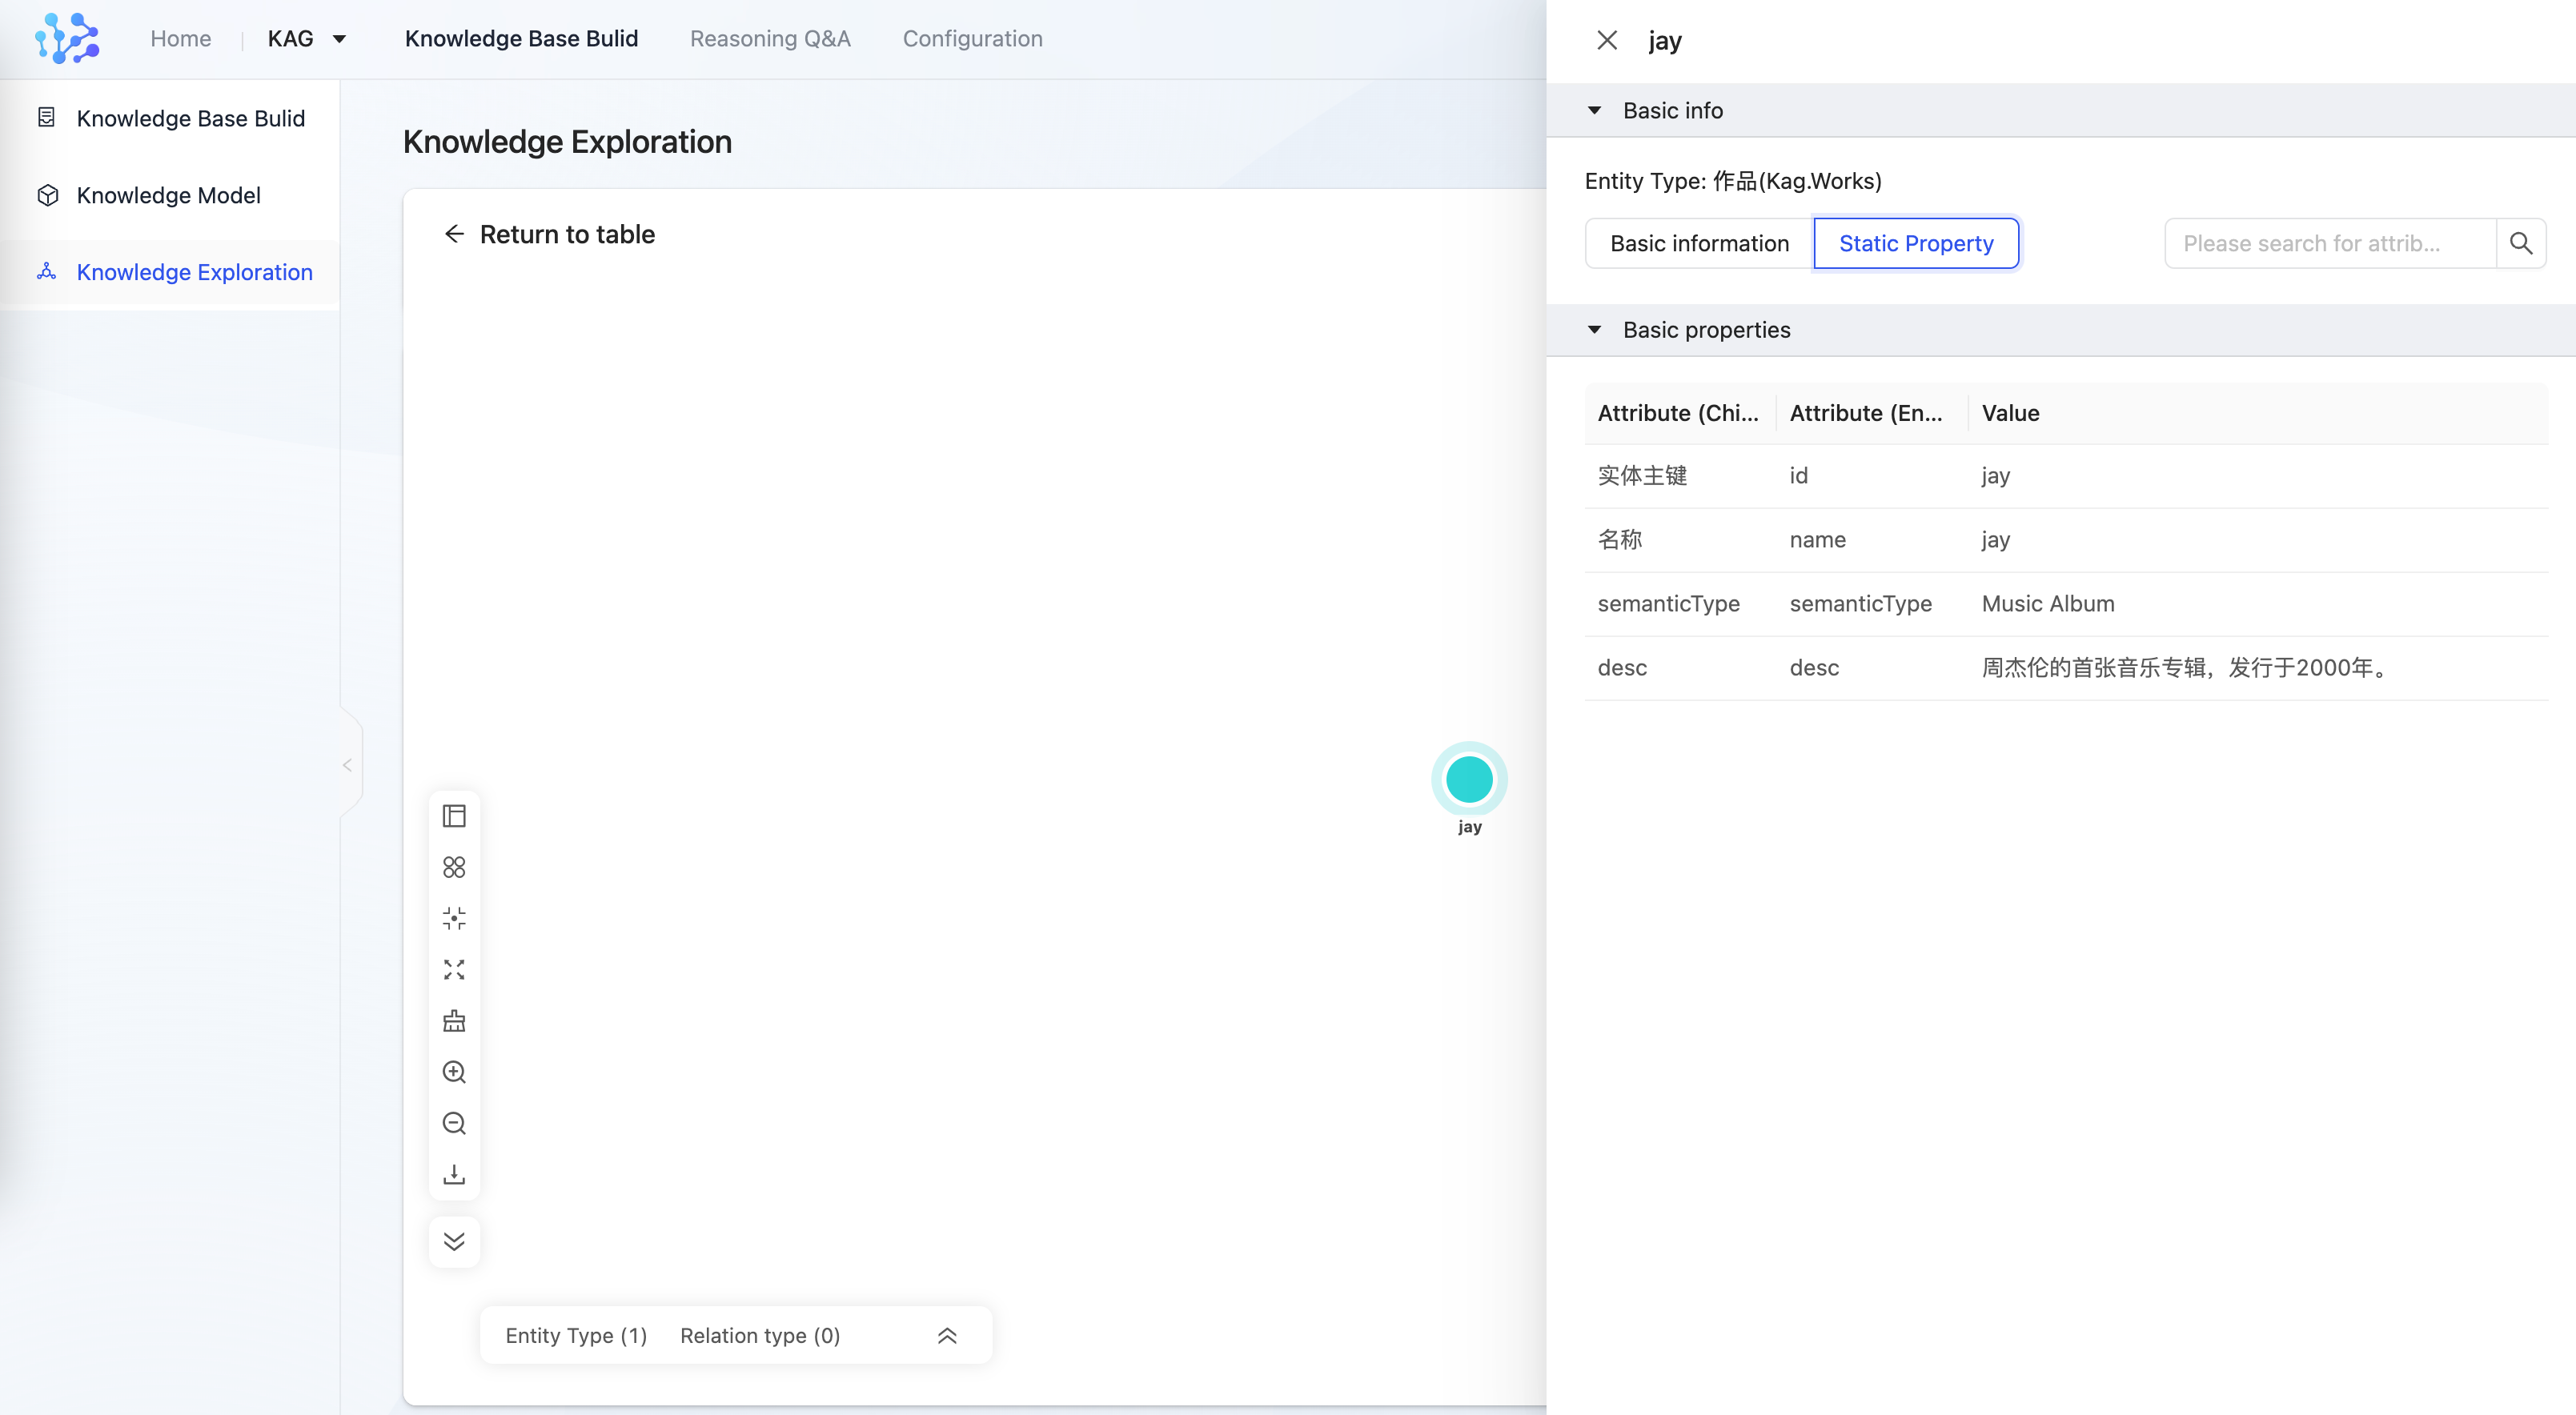 Home | KAG Knowledge Base Bulid Reasoning Q&A Configuration
Knowledge Base Bulid
Knowledge Model
Knowledge Exploration
Knowledge Exploration
Return to table
jay
Entity Type (1) Relation type (0)
jay
Basic info
Entity Type: 作品(Kag.Works)
Basic information Static Property Please search for attrib...
Basic properties
Attribute (Chi... Attribute (En... Value
实体主键 id jay
名称 name jay
semanticType semanticType Music Album
desc desc 周杰伦的首张音乐专辑，发行于2000年。